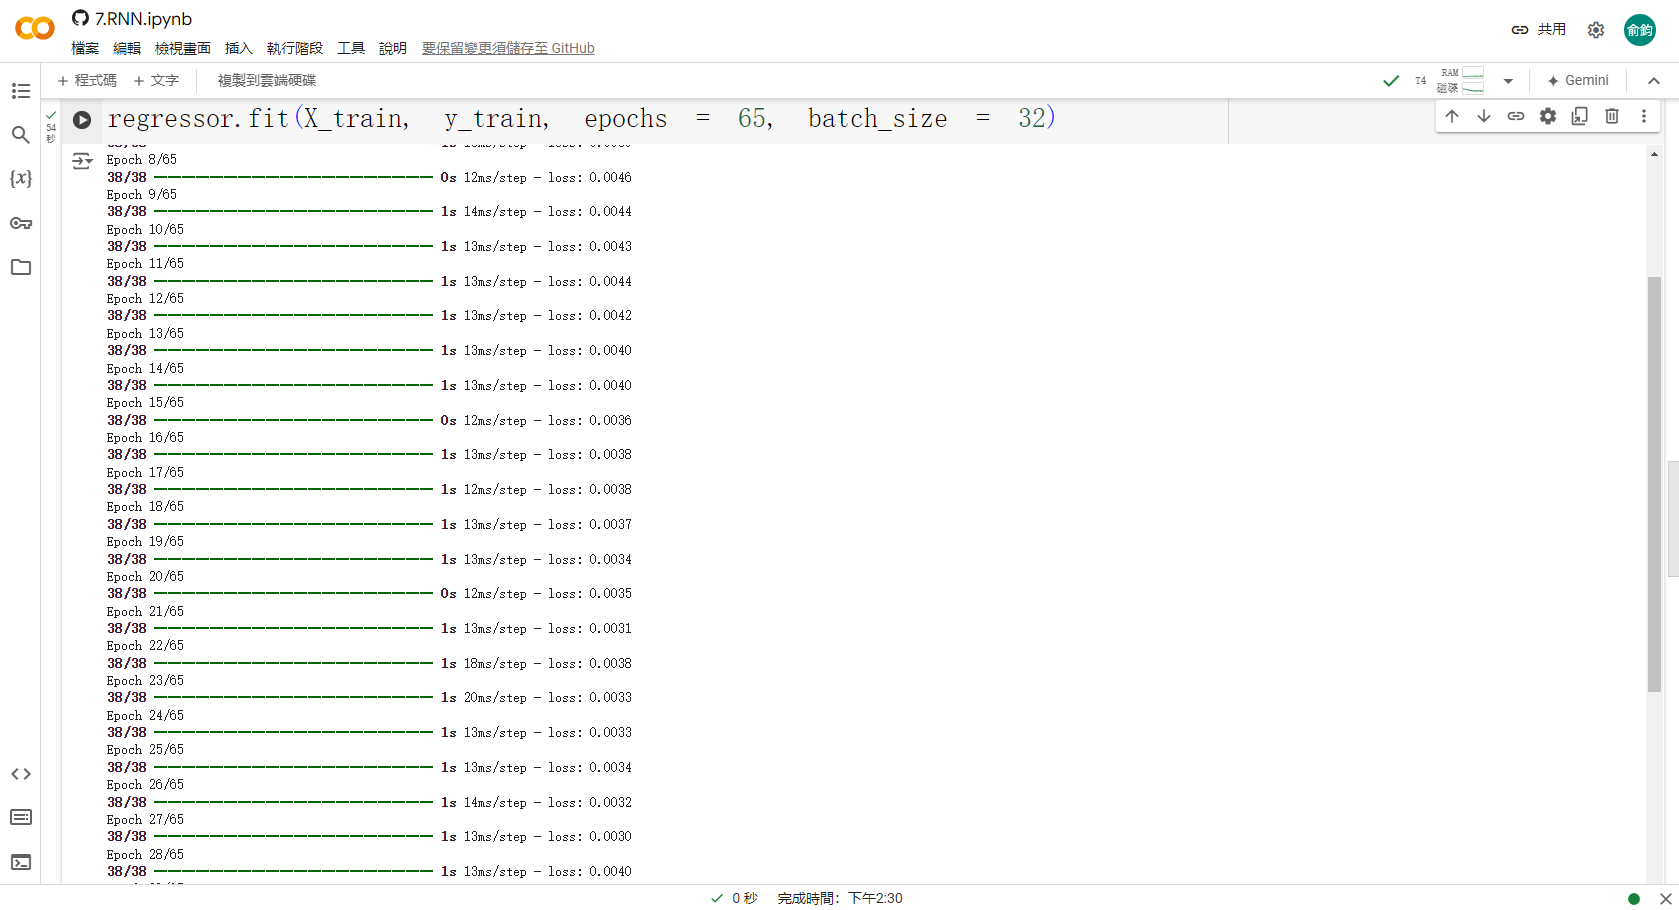 7.RNN.ipynb
檔案 編輯 檢視畫面 插入 執行階段 工具 說明 要保留變更須儲存至 GitHub
共用
俞鈞
+ 程式碼 + 文字 複製到雲端硬碟
T4 RAM
磁碟
Gemini
54
秒
regressor.fit(X_train, y_train, epochs = 65, batch_size = 32)
Epoch 8/65
38/38 0s 12ms/step - loss: 0.0046
Epoch 9/65
38/38 1s 14ms/step - loss: 0.0044
Epoch 10/65
38/38 1s 13ms/step - loss: 0.0043
Epoch 11/65
38/38 1s 13ms/step - loss: 0.0044
Epoch 12/65
38/38 1s 13ms/step - loss: 0.0042
Epoch 13/65
38/38 1s 13ms/step - loss: 0.0040
Epoch 14/65
38/38 1s 13ms/step - loss: 0.0040
Epoch 15/65
38/38 0s 12ms/step - loss: 0.0036
Epoch 16/65
38/38 1s 13ms/step - loss: 0.0038
Epoch 17/65
38/38 1s 12ms/step - loss: 0.0038
Epoch 18/65
38/38 1s 13ms/step - loss: 0.0037
Epoch 19/65
38/38 1s 13ms/step - loss: 0.0034
Epoch 20/65
38/38 0s 12ms/step - loss: 0.0035
Epoch 21/65
38/38 1s 13ms/step - loss: 0.0031
Epoch 22/65
38/38 1s 18ms/step - loss: 0.0038
Epoch 23/65
38/38 1s 20ms/step - loss: 0.0033
Epoch 24/65
38/38 1s 13ms/step - loss: 0.0033
Epoch 25/65
38/38 1s 13ms/step - loss: 0.0034
Epoch 26/65
38/38 1s 14ms/step - loss: 0.0032
Epoch 27/65
38/38 1s 13ms/step - loss: 0.0030
Epoch 28/65
38/38 1s 13ms/step - loss: 0.0040
0 秒 完成時間：下午2:30